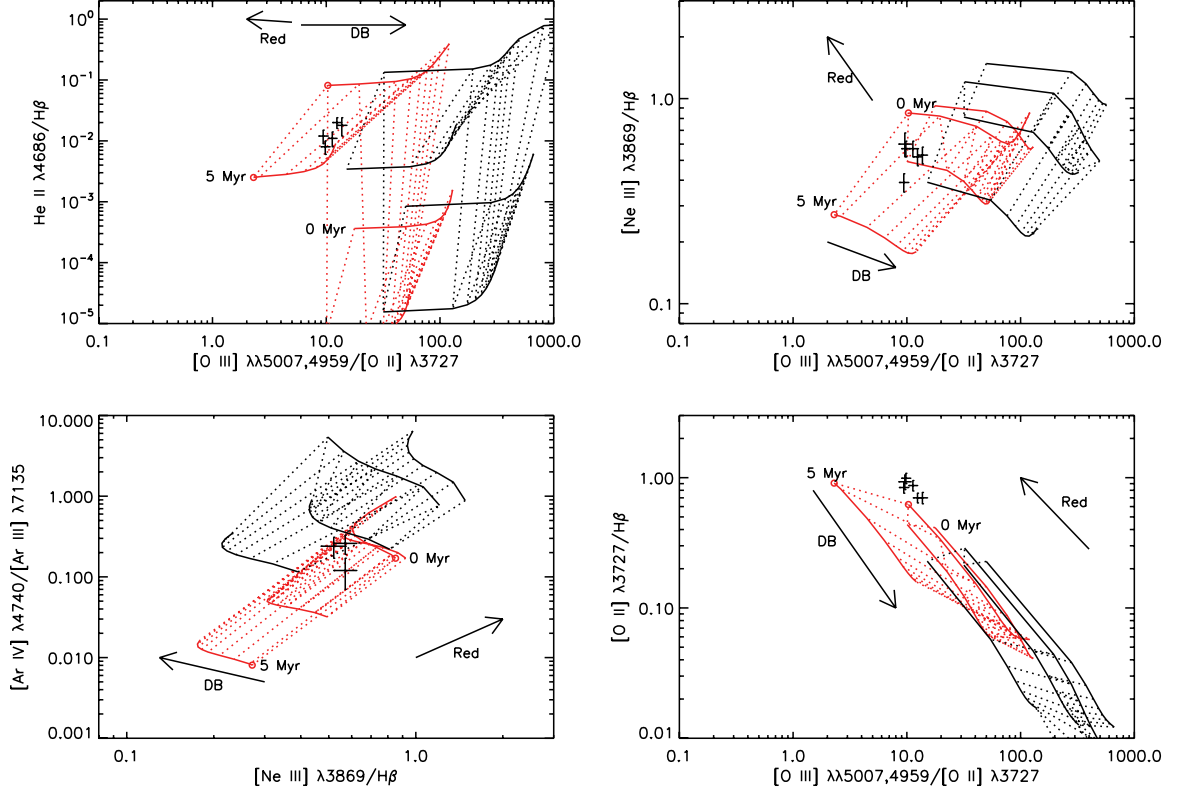 10⁰
10⁻¹
10⁻²
10⁻³
10⁻⁴
10⁻⁵
He II λ4686/Hβ
Red
DB
5 Myr
0 Myr
0.1
1.0
10.0
100.0
1000.0
[O III] λλ5007,4959/[O II] λ3727
1.0
0.1
[Ne III] λ3869/Hβ
Red
0 Myr
5 Myr
DB
0.1
1.0
10.0
100.0
1000.0
[O III] λλ5007,4959/[O II] λ3727
10.000
1.000
0.100
0.010
0.001
[Ar IV] λ4740/[Ar III] λ7135
0 Myr
Red
5 Myr
DB
0.1
1.0
[Ne III] λ3869/Hβ
1.00
0.10
0.01
[O II] λ3727/Hβ
5 Myr
Red
0 Myr
DB
0.1
1.0
10.0
100.0
1000.0
[O III] λλ5007,4959/[O II] λ3727